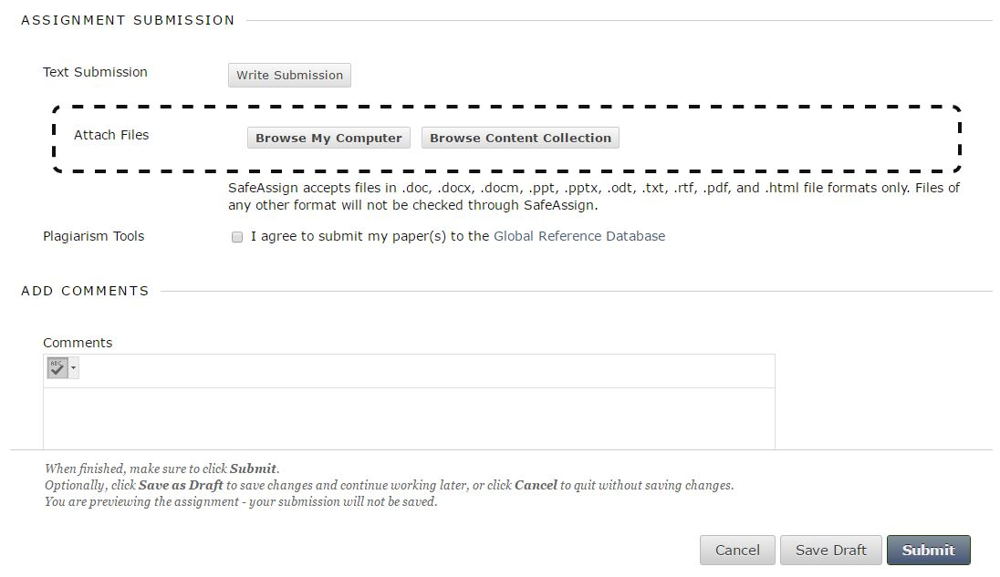 ASSIGNMENT SUBMISSION
Text Submission
Write Submission
Attach Files
Browse My Computer
Browse Content Collection
SafeAssign accepts files in .doc, .docx, .docm, .ppt, .pptx, .odt, .txt, .rtf, .pdf, and .html file formats only. Files of
any other format will not be checked through SafeAssign.
Plagiarism Tools
I agree to submit my paper(s) to the Global Reference Database
ADD COMMENTS
Comments
ABC
When finished, make sure to click Submit.
Optionally, click Save as Draft to save changes and continue working later, or click Cancel to quit without saving changes.
You are previewing the assignment - your submission will not be saved.
Cancel
Save Draft
Submit